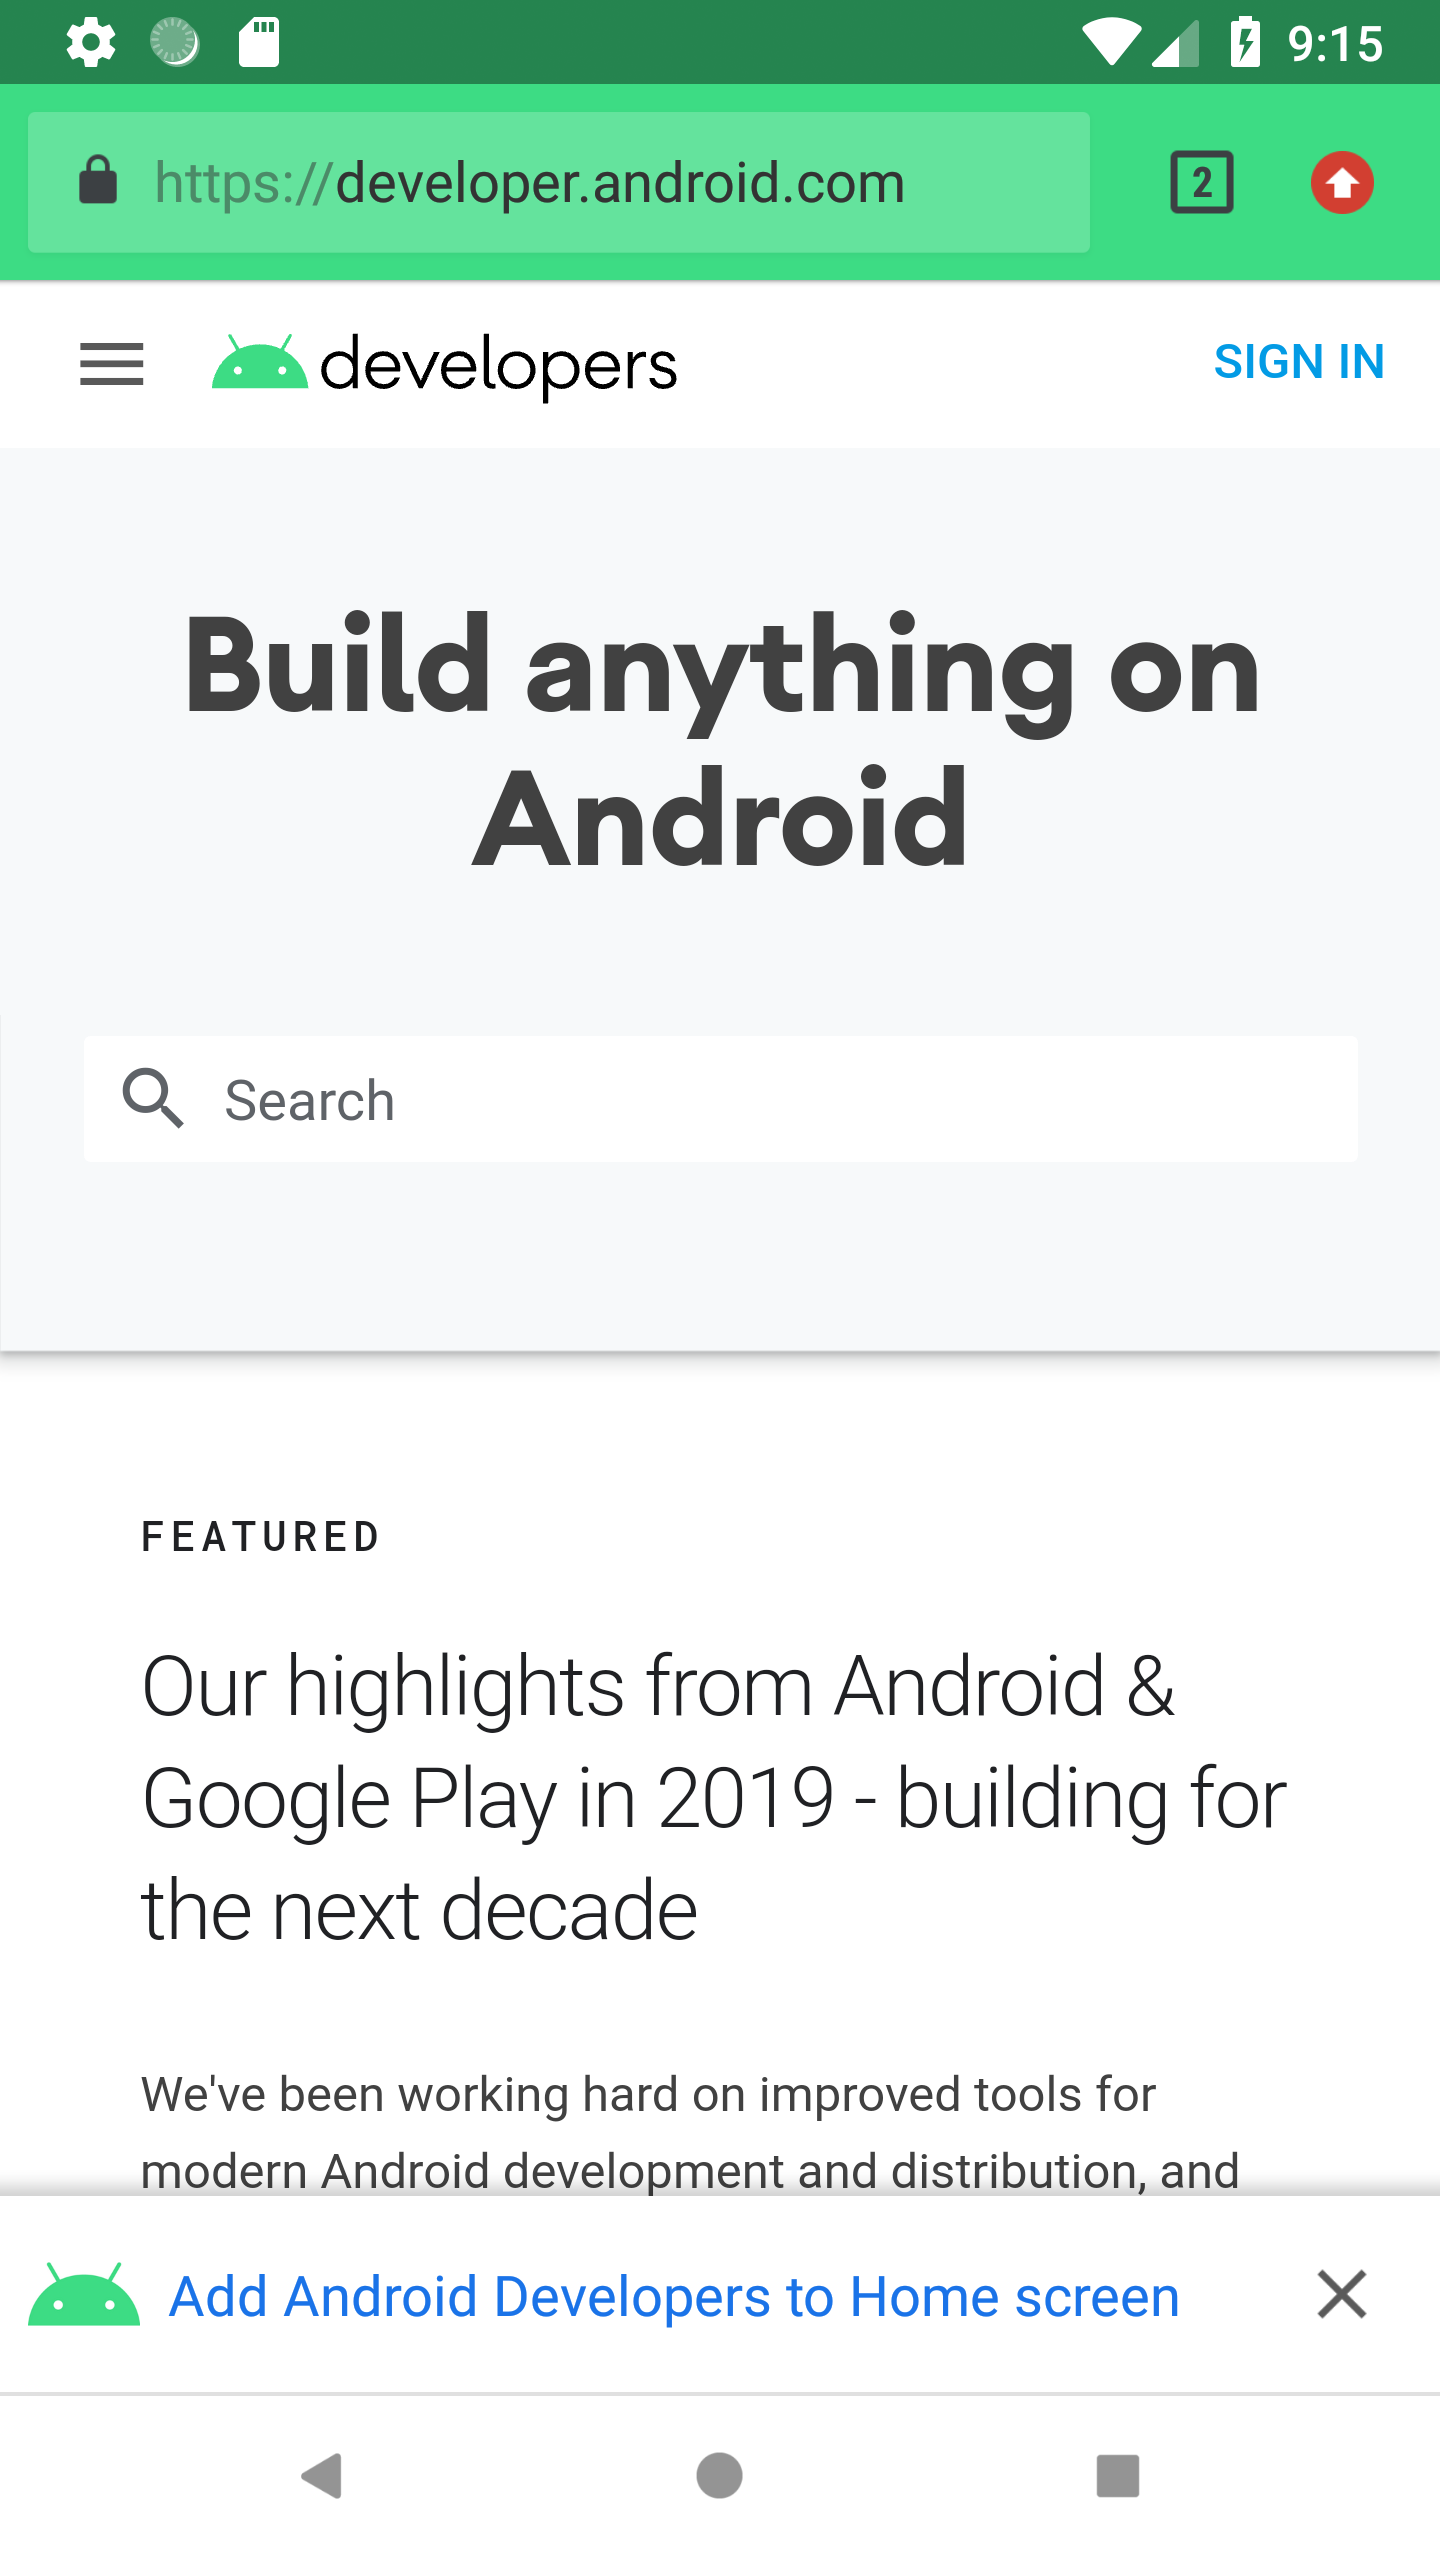 9:15
https://developer.android.com
2
developers
SIGN IN
Build anything on
Android
Search
FEATURED
Our highlights from Android &
Google Play in 2019 - building for
the next decade
We've been working hard on improved tools for
modern Android development and distribution, and
Add Android Developers to Home screen